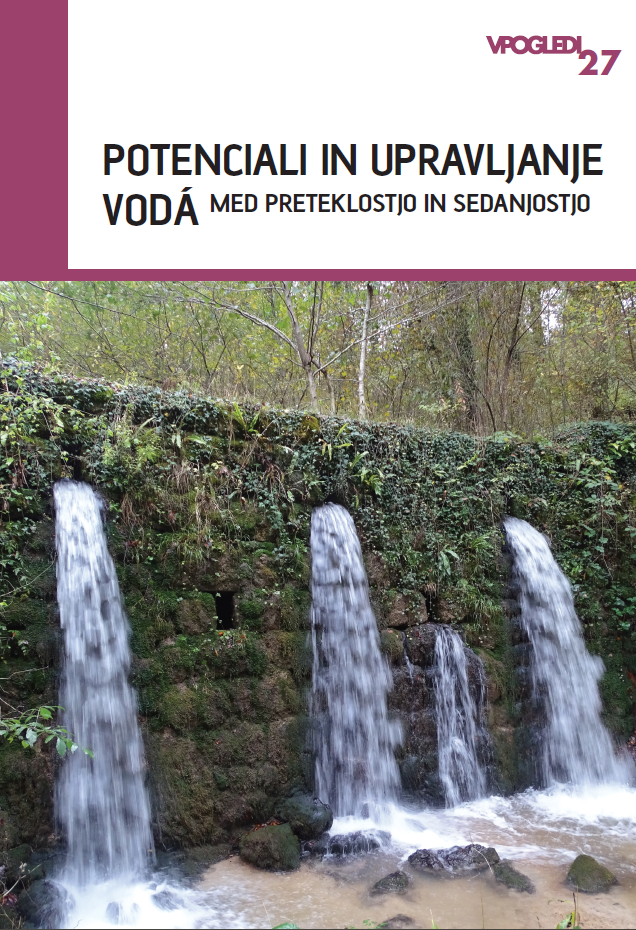 VPOGLEDI
27
POTENCIALI IN UPRAVLJANJE
VODÁ MED PRETEKLOSTJO IN SEDANJOSTJO